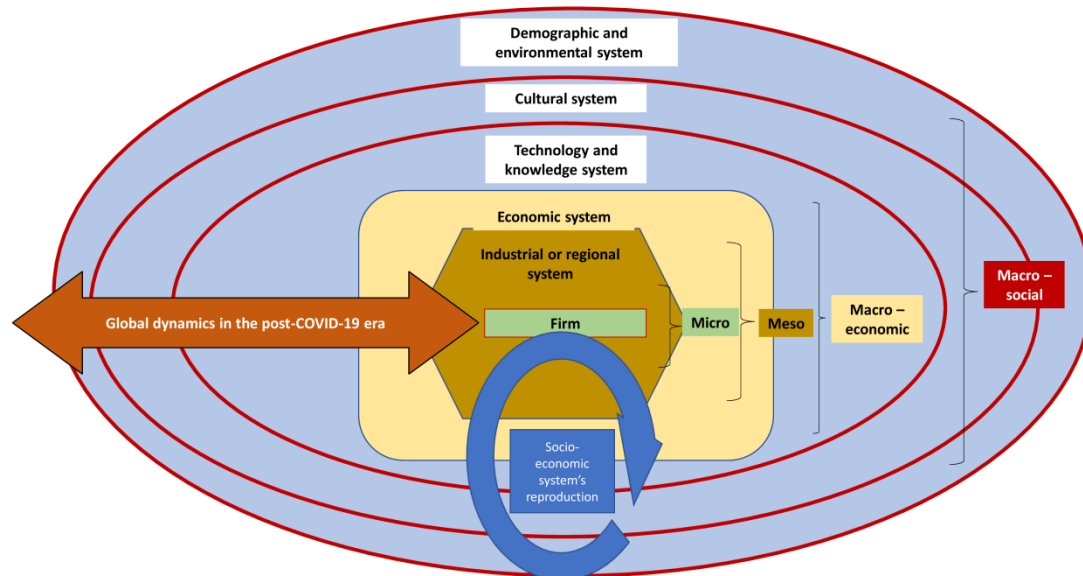 Demographic and
environmental system
Cultural system
Technology and
knowledge system
Economic system
Industrial or regional
system
Global dynamics in the post-COVID-19 era
Firm
Micro
Meso
Macro –
economic
Macro –
social
Socio-
economic
system's
reproduction